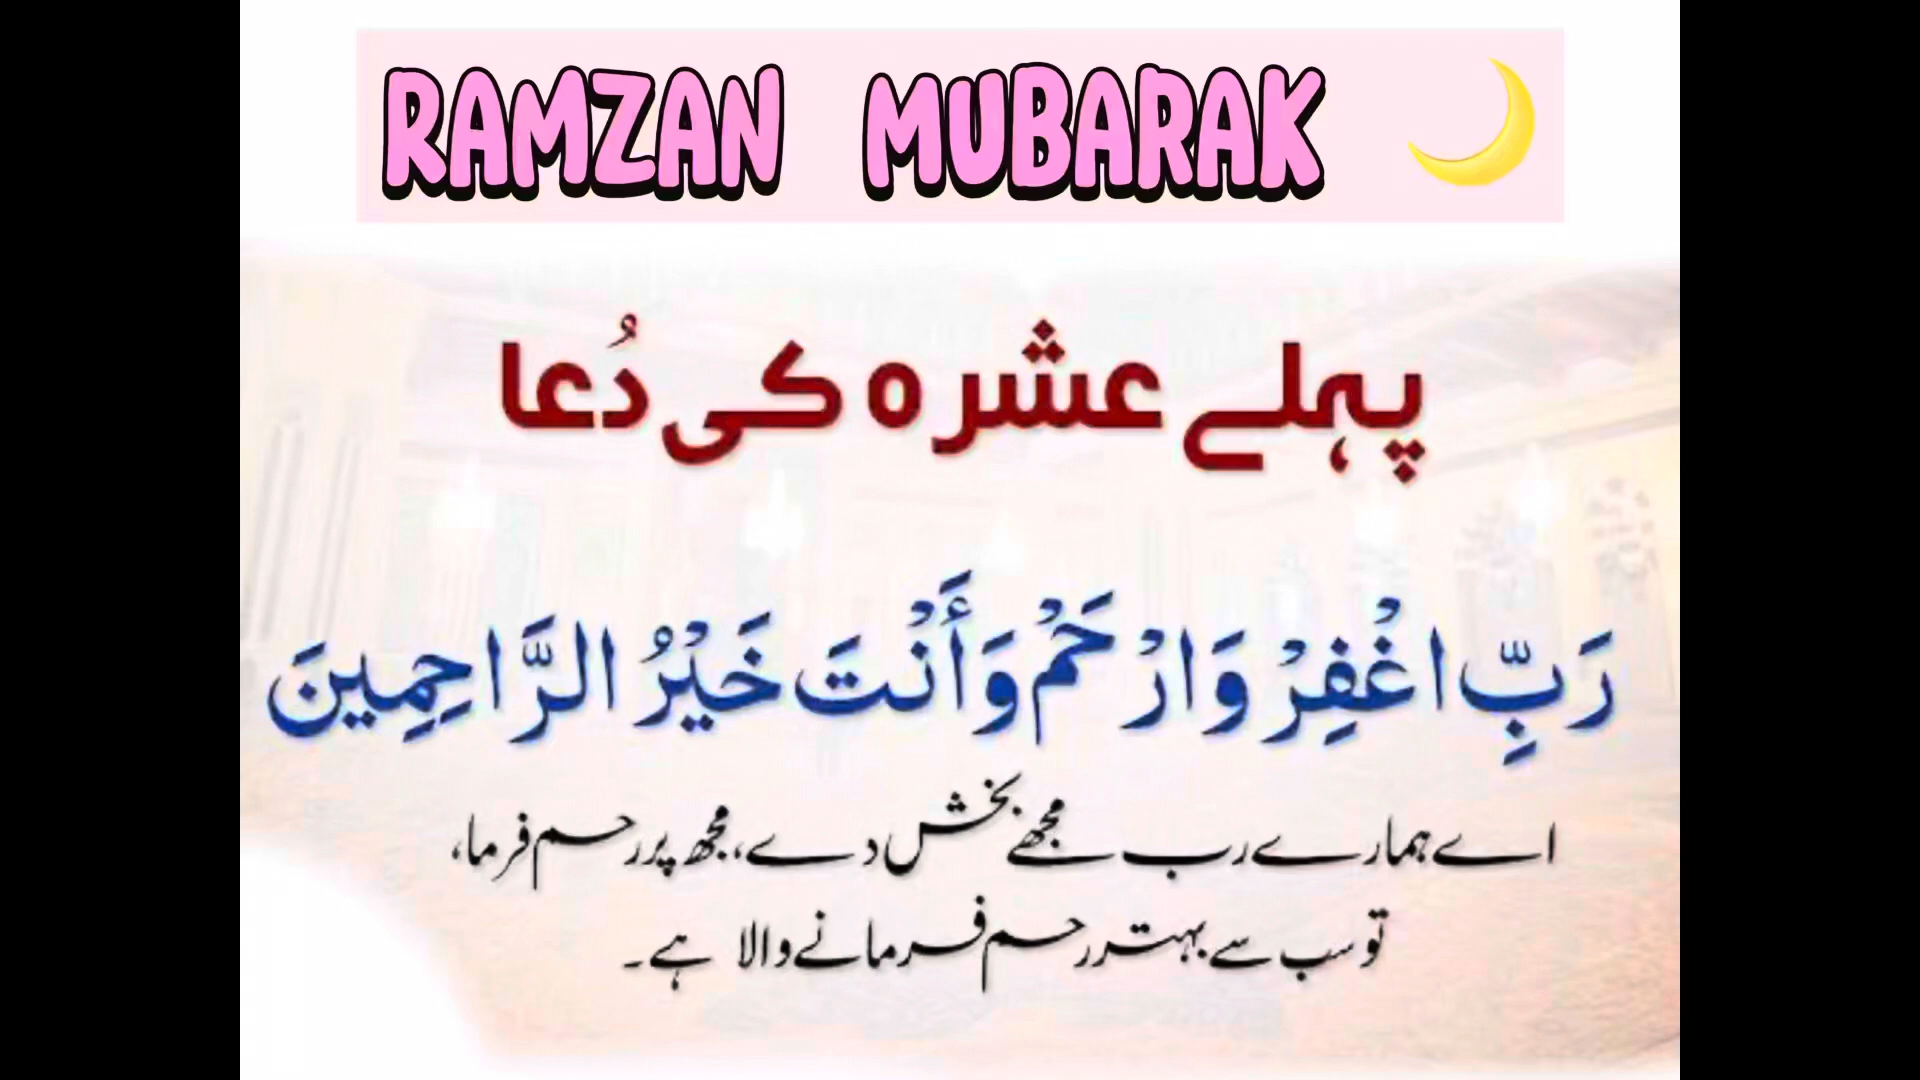 RAMZAN MUBARAK 🌙
پہلے عشرہ کی دُعا
رَبِّ اغْفِرْ وَارْحَمْ وَأَنْتَ خَيْرُ الرَّاحِمِينَ
اے ہمارے رب مجھے بخش دے، مجھ پر رحم فرما،
تو سب سے بہتر رحم فرمانے والا ہے۔